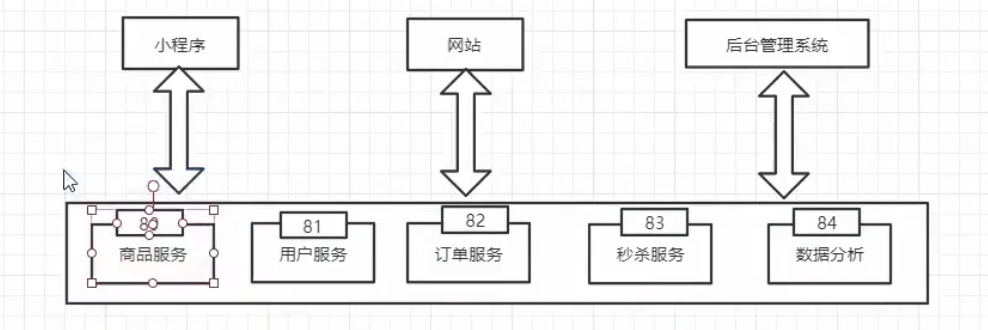 小程序
网站
后台管理系统
80
81
82
83
84
商品服务
用户服务
订单服务
秒杀服务
数据分析